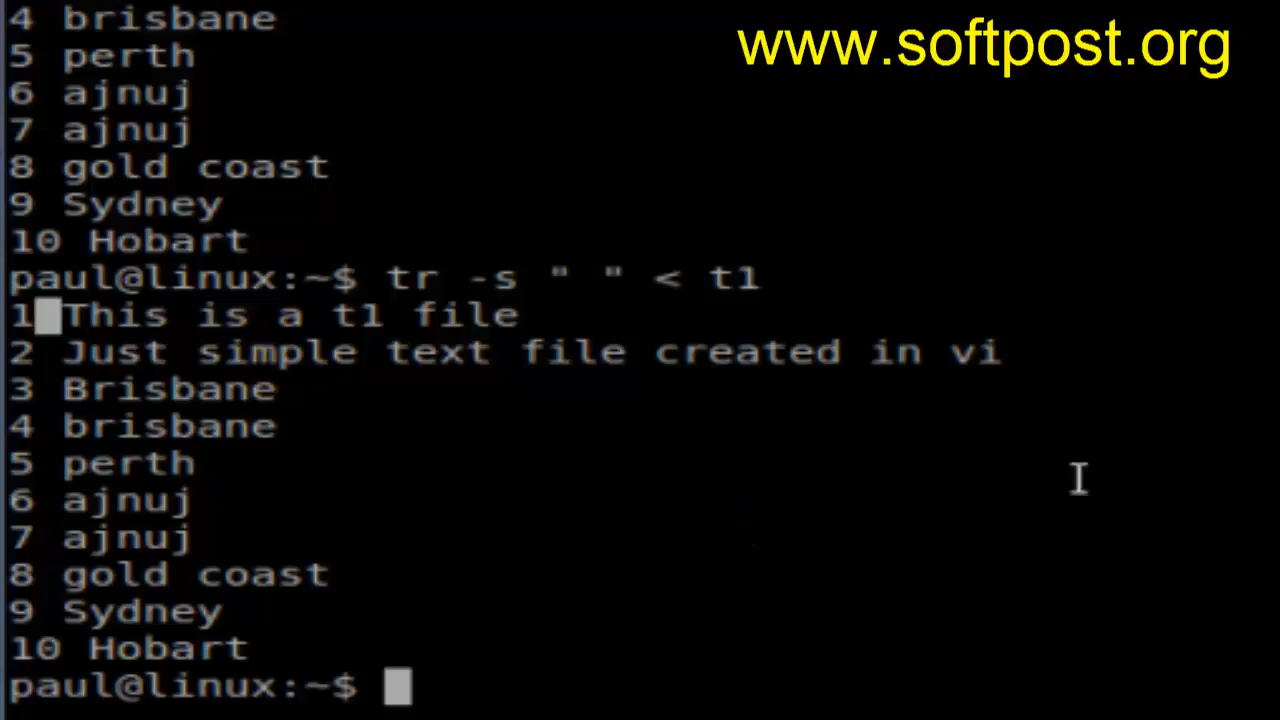 4 brisbane
www.softpost.org
5 perth
6 ajnuj
7 ajnuj
8 gold coast
9 Sydney
10 Hobart
paul@linux:~$ tr -s " " < t1
1 This is a t1 file
2 Just simple text file created in vi
3 Brisbane
4 brisbane
5 perth
6 ajnuj
7 ajnuj
8 gold coast
9 Sydney
10 Hobart
paul@linux:~$